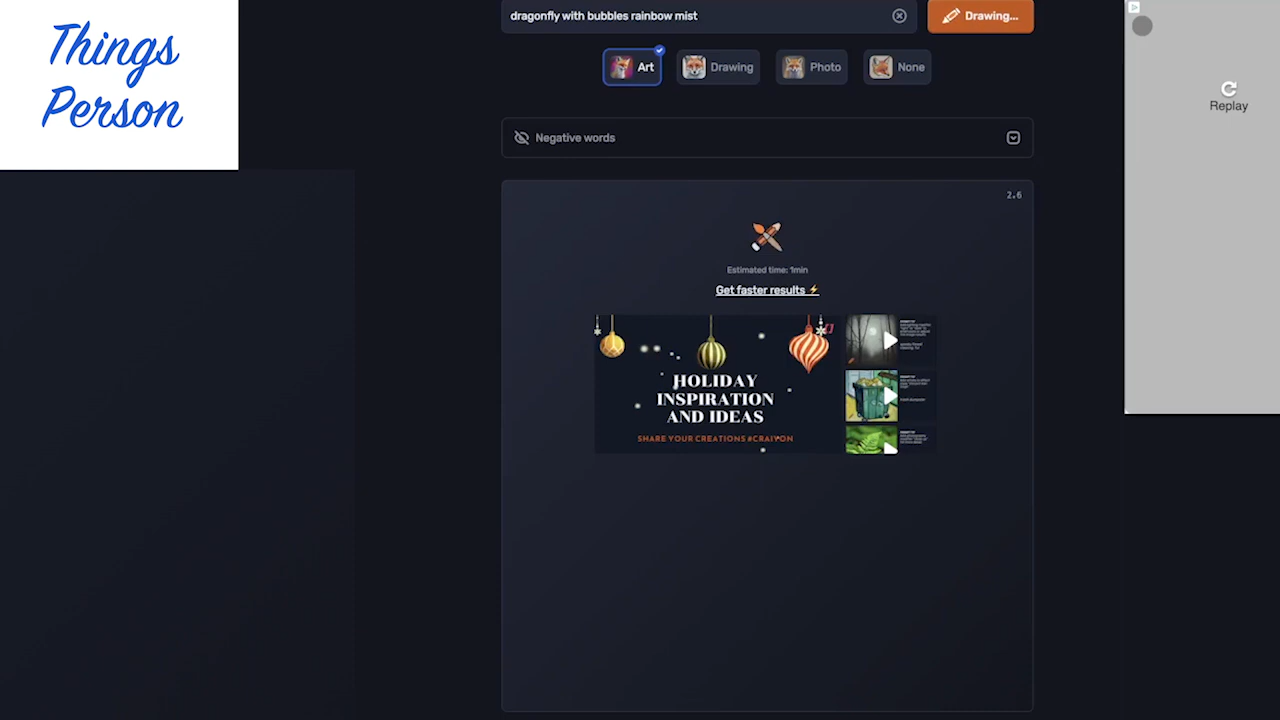 Things
Person
dragonfly with bubbles rainbow mist
Drawing...
Art
Drawing
Photo
None
Negative words
2.6
Estimated time: 1min
Get faster results ⚡
HOLIDAY
INSPIRATION
AND IDEAS
SHARE YOUR CREATIONS #CRAIYON
Replay